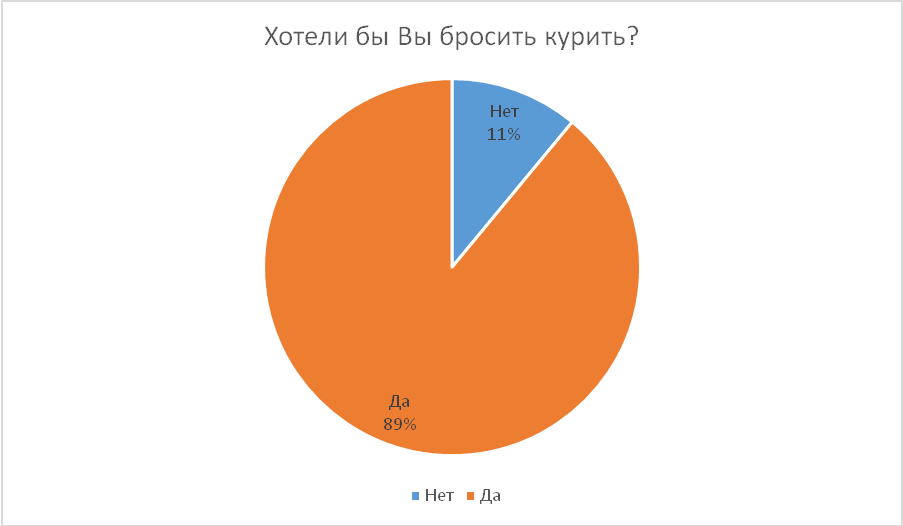 Хотели бы Вы бросить курить?
Нет
11%
Да
89%
Нет Да